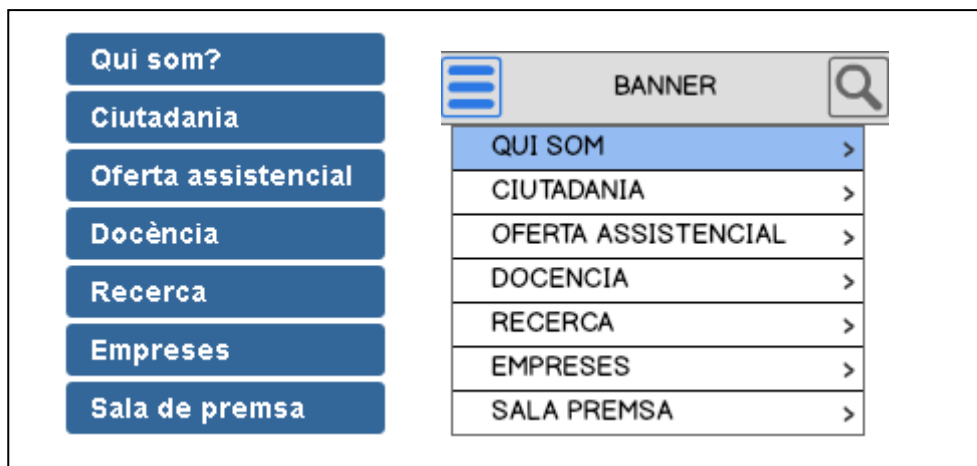 Qui som?
Ciutadania
Oferta assistencial
Docència
Recerca
Empreses
Sala de premsa
BANNER
QUI SOM >
CIUTADANIA >
OFERTA ASSISTENCIAL >
DOCENCIA >
RECERCA >
EMPRESES >
SALA PREMSA >